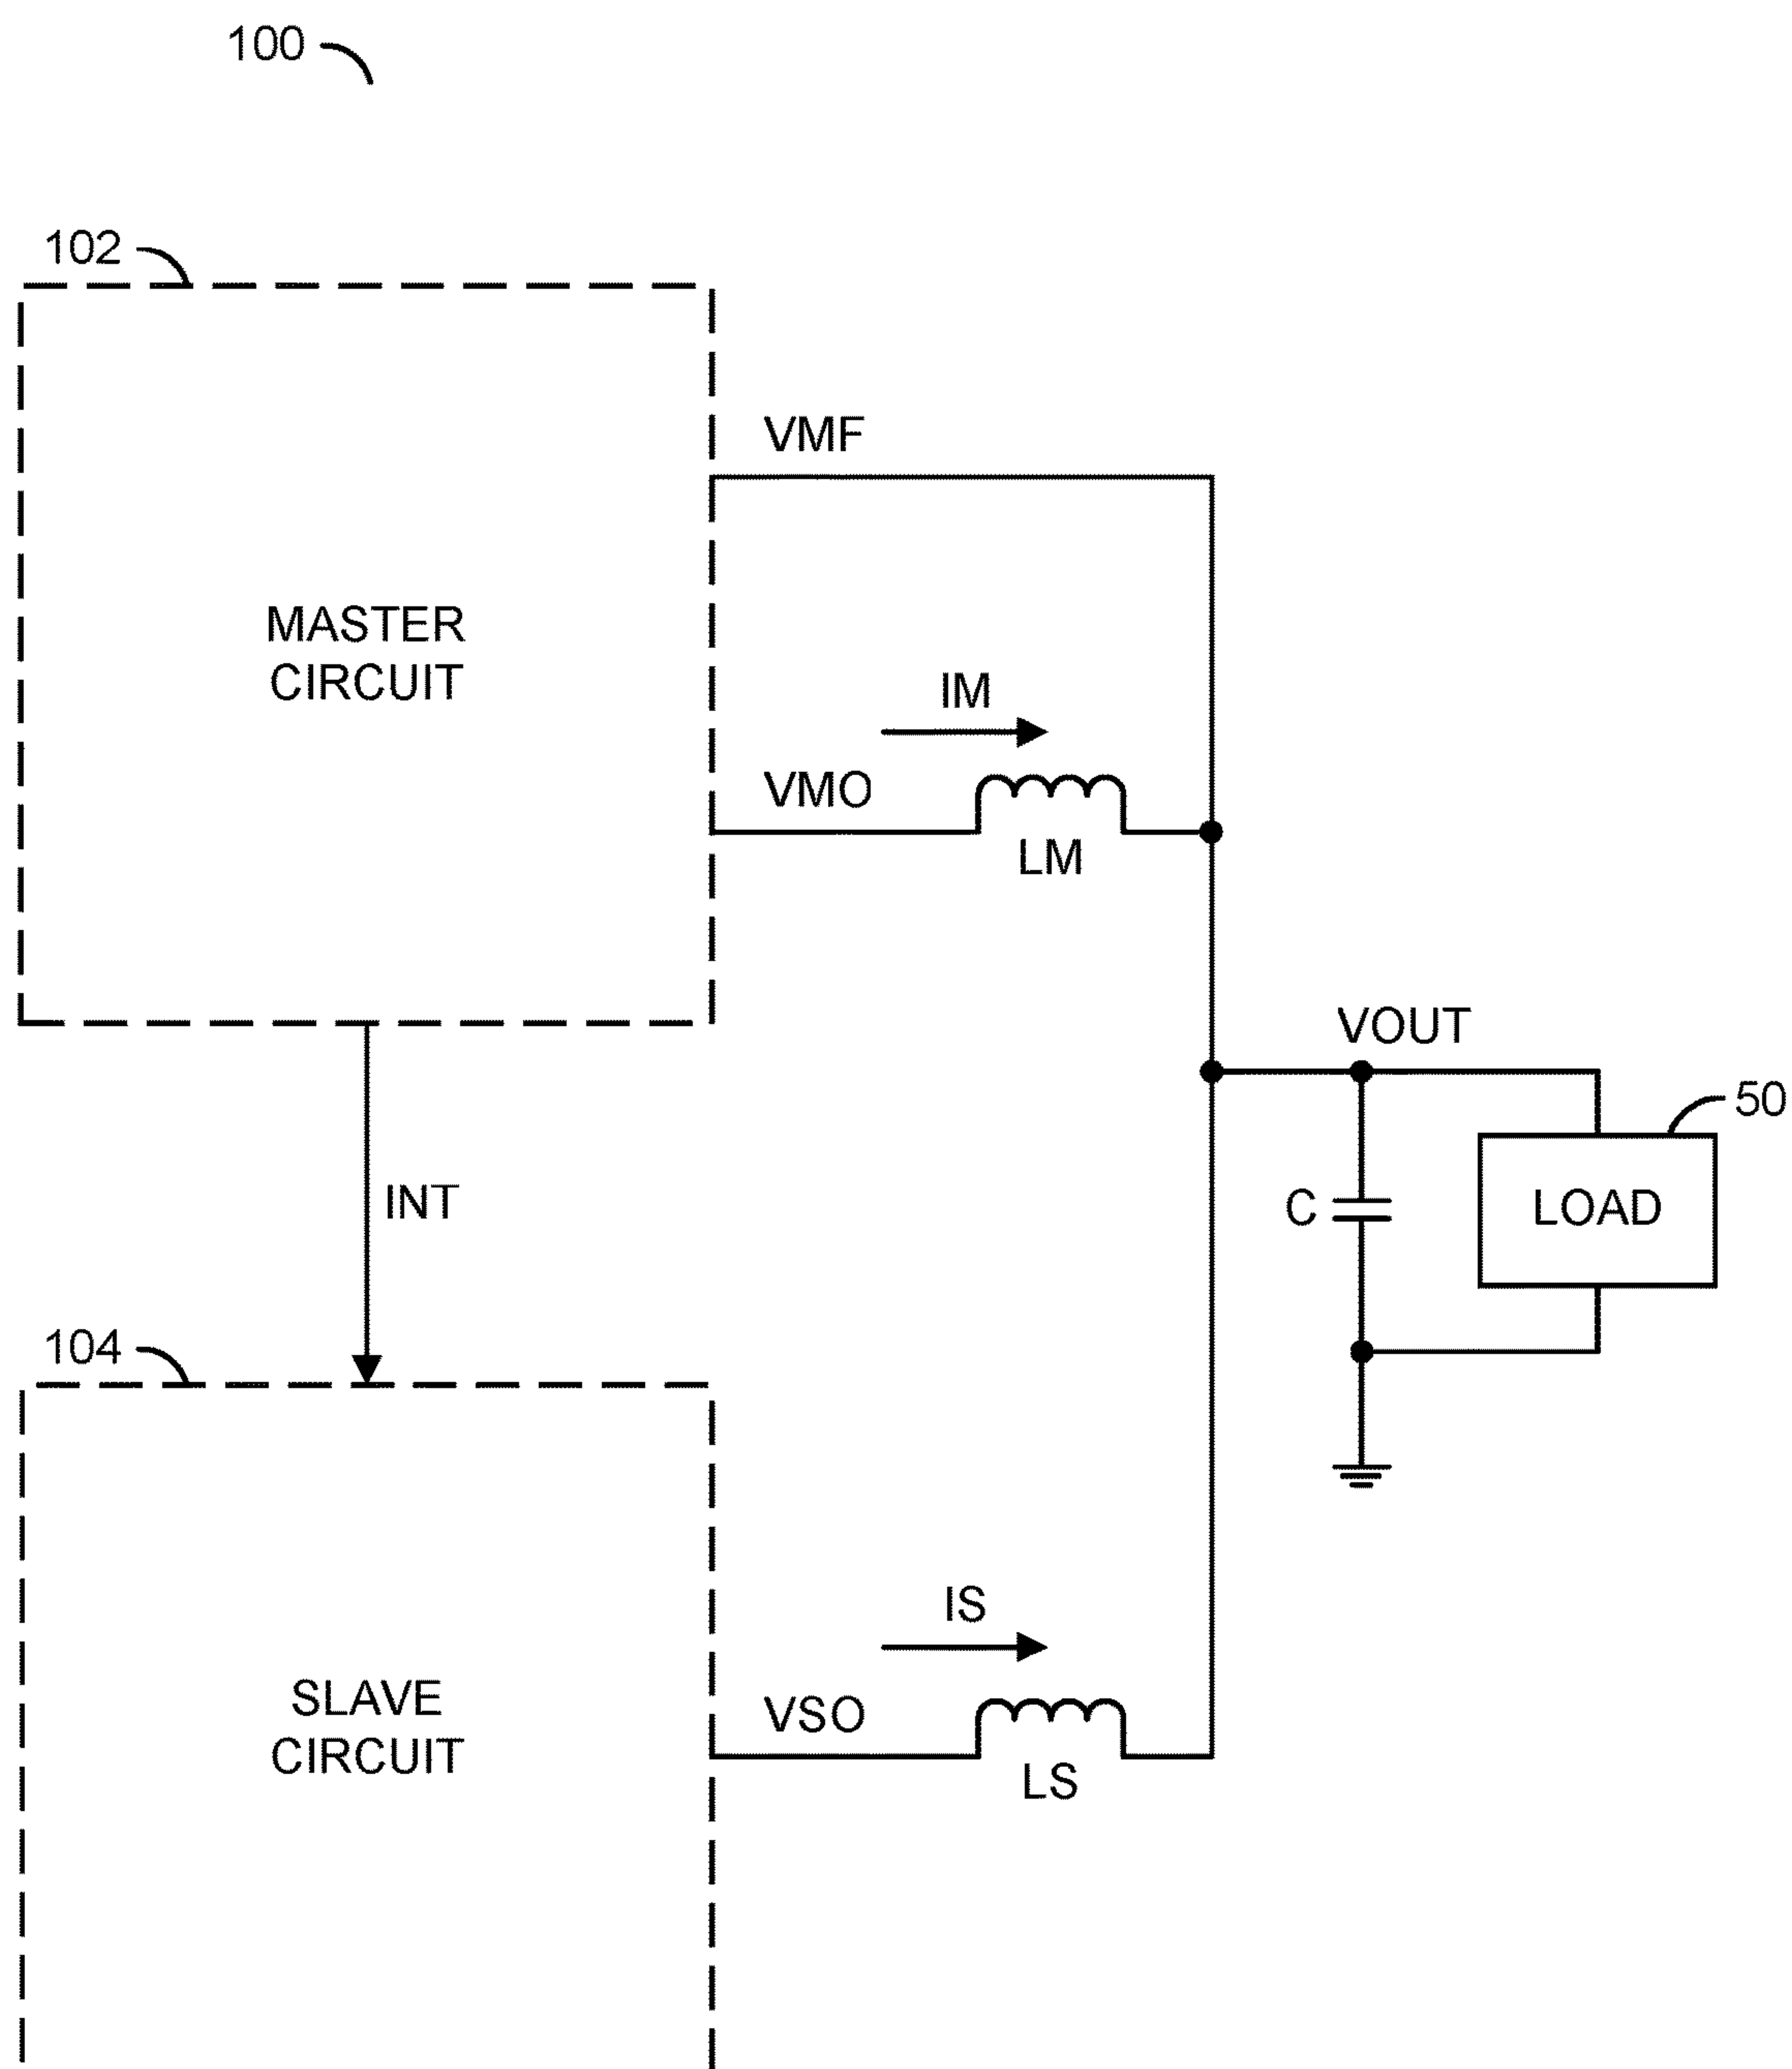 100
102
VMF
MASTER
CIRCUIT
IM
VMO
LM
VOUT
50
INT
C
LOAD
104
IS
SLAVE
CIRCUIT
VSO
LS